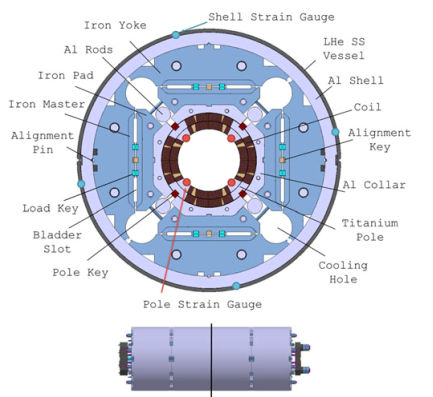 Shell Strain Gauge
Iron Yoke
LHe SS
Vessel
Al Rods
Al Shell
Iron Pad
Coil
Iron Master
Alignment
Key
Alignment
Pin
Al Collar
Load Key
Titanium
Pole
Bladder
Slot
Cooling
Hole
Pole Key
Pole Strain Gauge